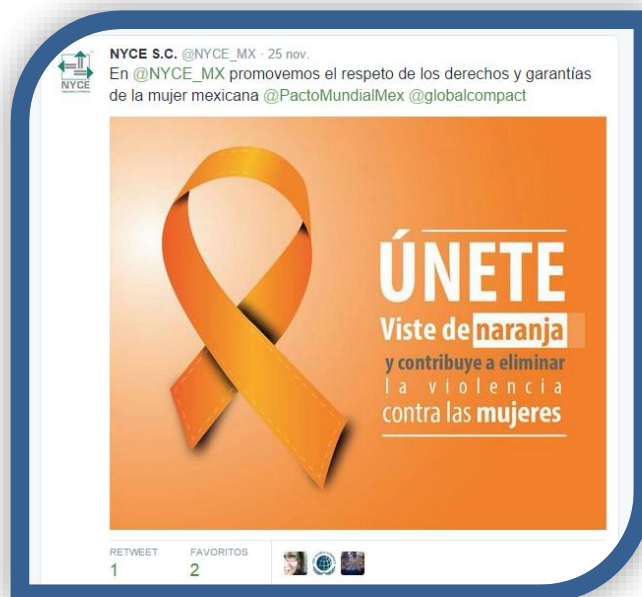 NYCE S.C. @NYCE_MX · 25 nov.
En @NYCE_MX promovemos el respeto de los derechos y garantías
de la mujer mexicana @PactoMundialMex @globalcompact
NYCE
ÚNETE
Viste de naranja
y contribuye a eliminar
la violencia
contra las mujeres
RETWEET
1
FAVORITOS
2